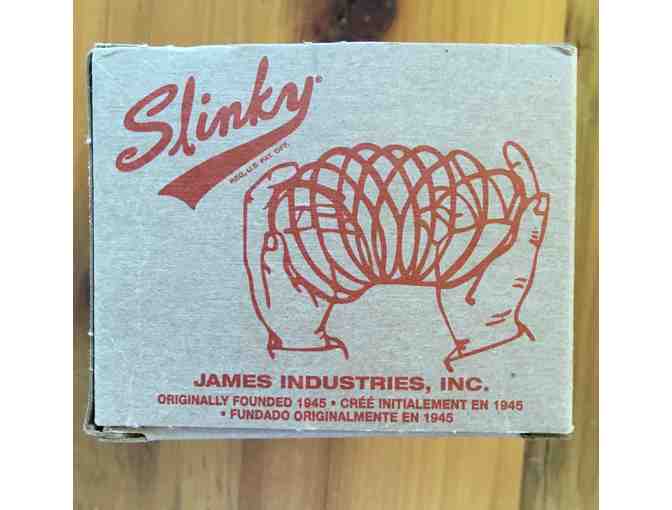 Slinky®
REG. U.S. PAT. OFF.
JAMES INDUSTRIES, INC.
ORIGINALLY FOUNDED 1945 • CRÉÉ INITIALEMENT EN 1945
• FUNDADO ORIGINALMENTE EN 1945